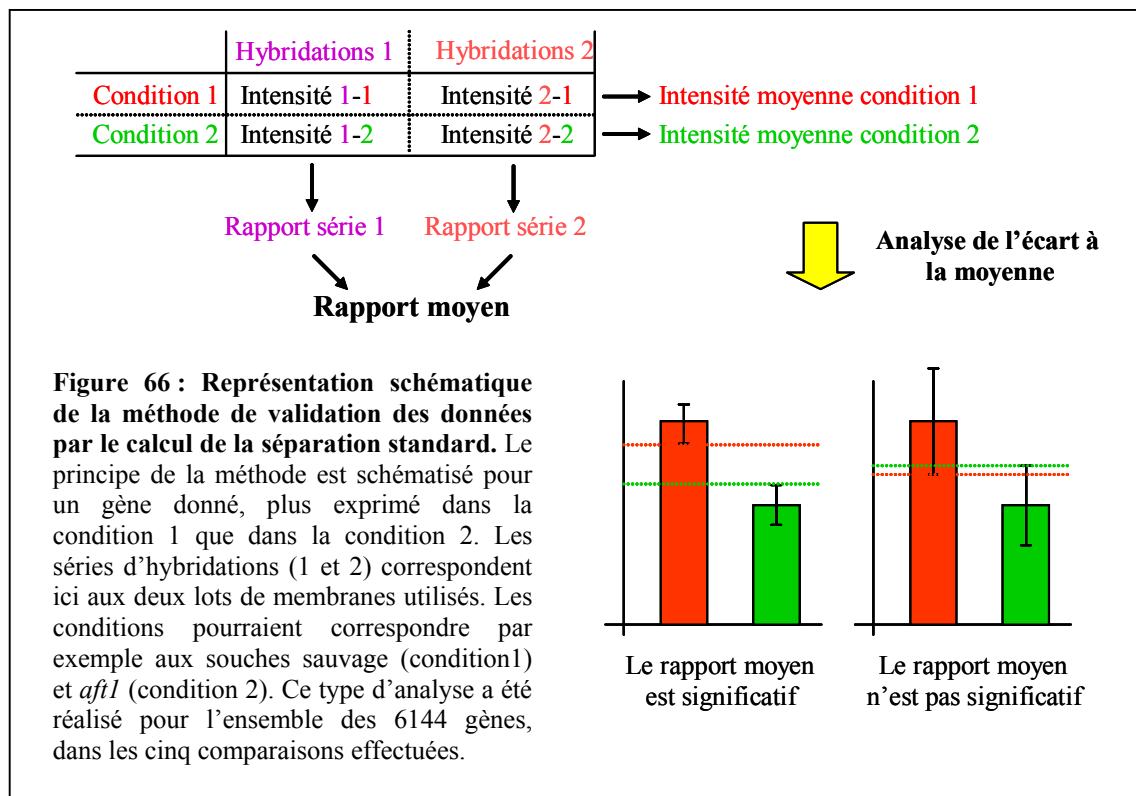 Hybridations 1 Hybridations 2
Condition 1 Intensité 1-1 Intensité 2-1 Intensité moyenne condition 1
Condition 2 Intensité 1-2 Intensité 2-2 Intensité moyenne condition 2
Rapport série 1 Rapport série 2
Rapport moyen
Analyse de l'écart à
la moyenne
Figure 66 : Représentation schématique
de la méthode de validation des données
par le calcul de la séparation standard. Le
principe de la méthode est schématisé pour
un gène donné, plus exprimé dans la
condition 1 que dans la condition 2. Les
séries d'hybridations (1 et 2) correspondent
ici aux deux lots de membranes utilisés. Les
conditions pourraient correspondre par
exemple aux souches sauvage (condition1)
et aft1 (condition 2). Ce type d'analyse a été
réalisé pour l'ensemble des 6144 gènes,
dans les cinq comparaisons effectuées.
Le rapport moyen
est significatif
Le rapport moyen
n'est pas significatif